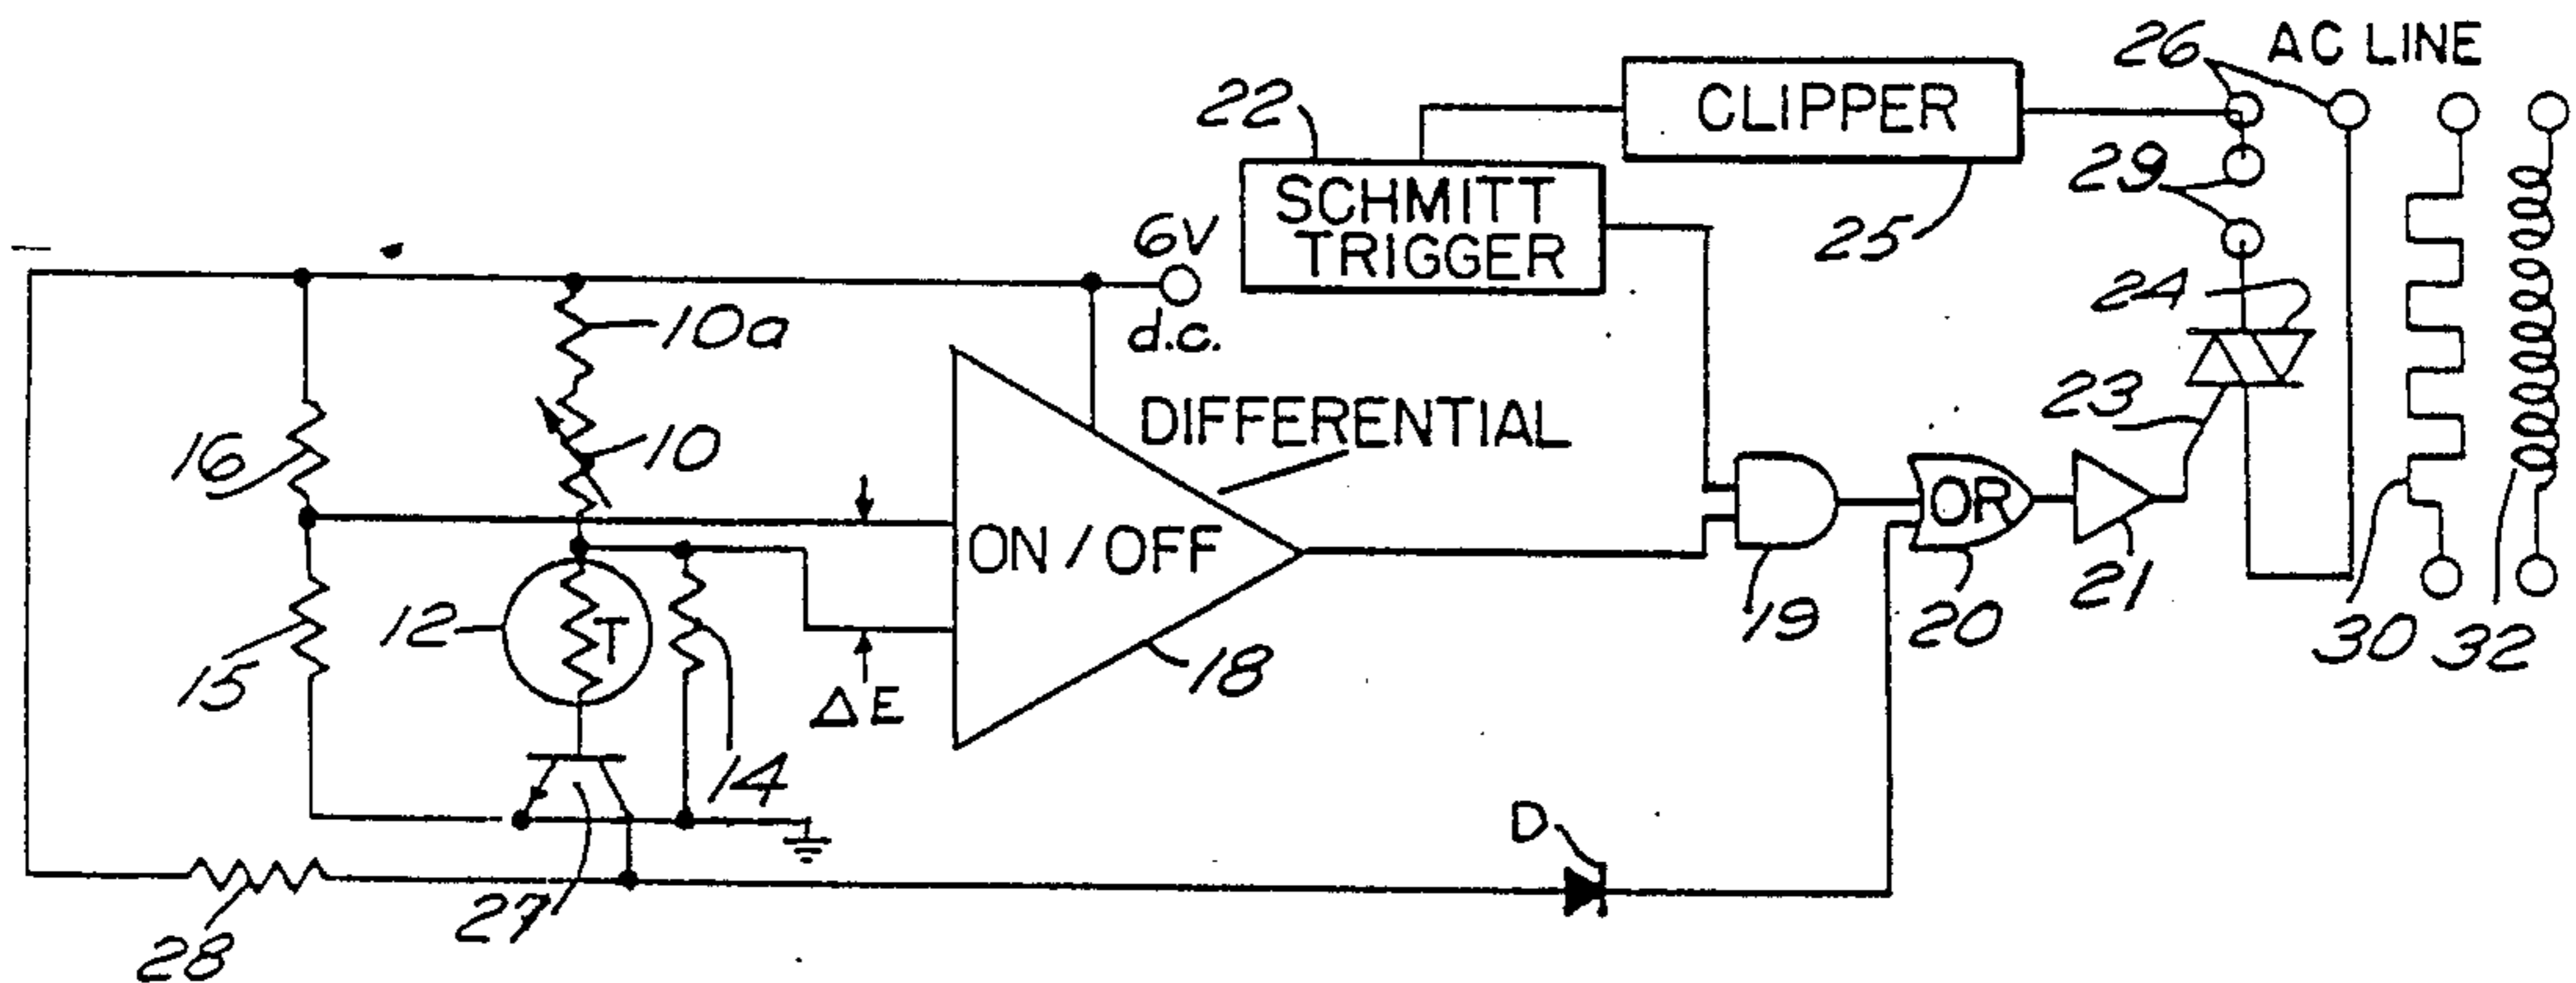 26 AC LINE
22
CLIPPER
29
SCHMITT
TRIGGER
25
6V
d.c.
24
10a
DIFFERENTIAL
23
16
10
ON / OFF
OR
12
T
15
18
19
20
21
30
32
ΔE
14
D
27
28